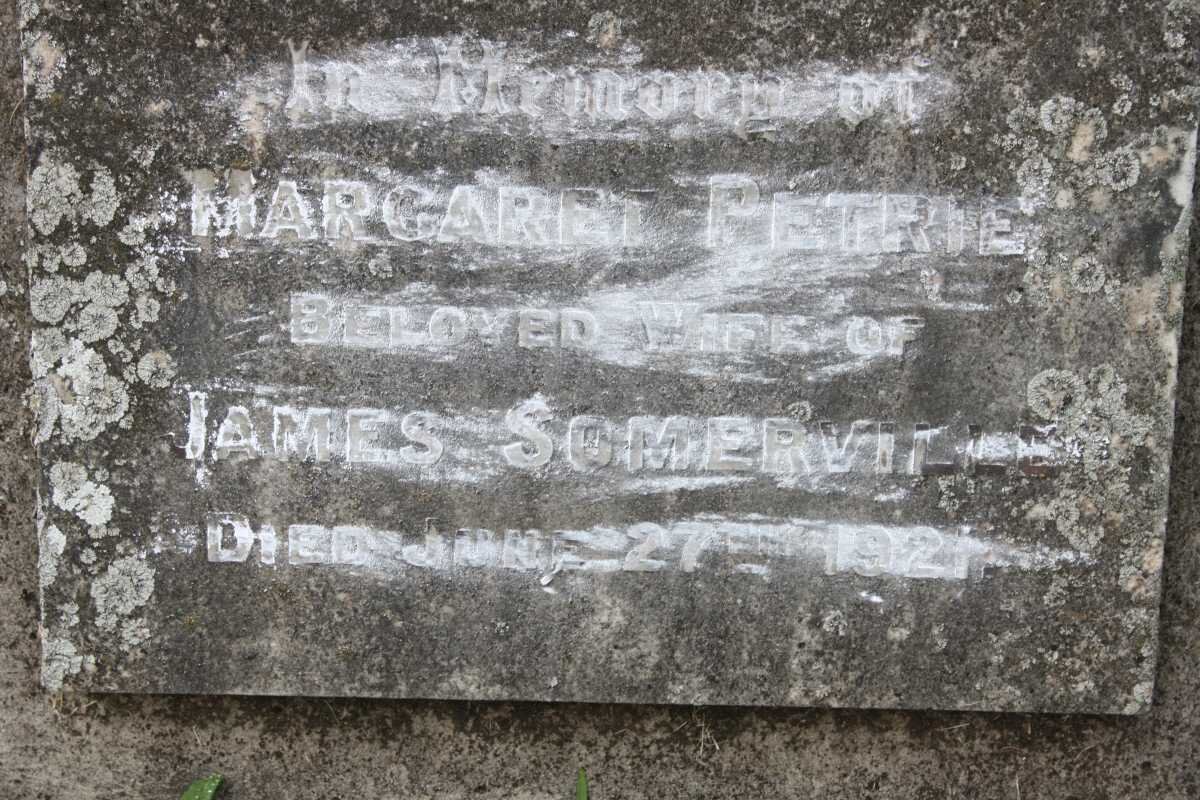 In Memory of
MARGARET PETRIE
BELOVED WIFE OF
JAMES SOMERVILLE
DIED JUNE 27TH 1921